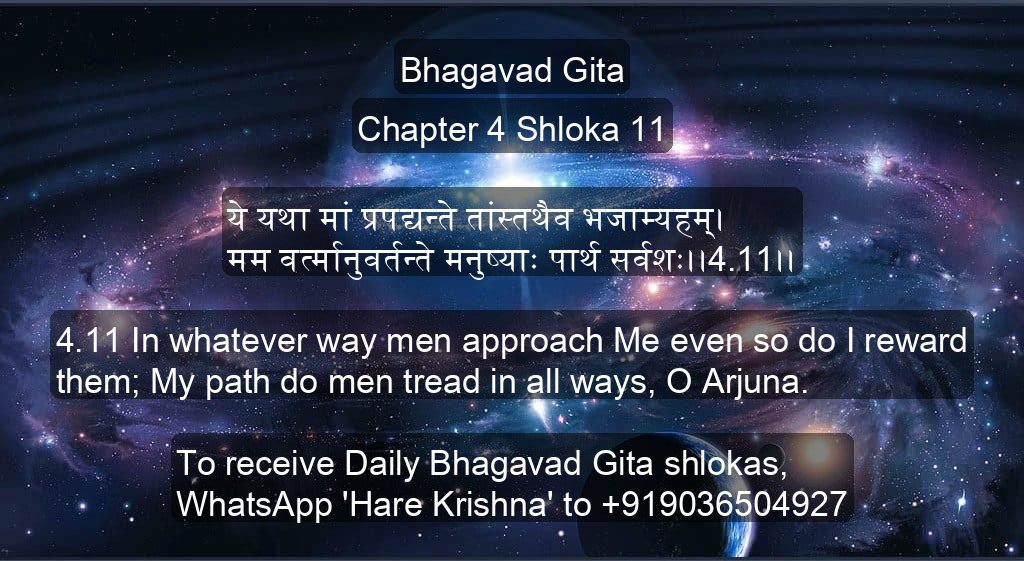 Bhagavad Gita
Chapter 4 Shloka 11
ये यथा मां प्रपद्यन्ते तांस्तथैव भजाम्यहम्।
मम वर्त्मानुवर्तन्ते मनुष्याः पार्थ सर्वशः।।4.11।।
4.11 In whatever way men approach Me even so do I reward
them; My path do men tread in all ways, O Arjuna.
To receive Daily Bhagavad Gita shlokas,
WhatsApp 'Hare Krishna' to +919036504927